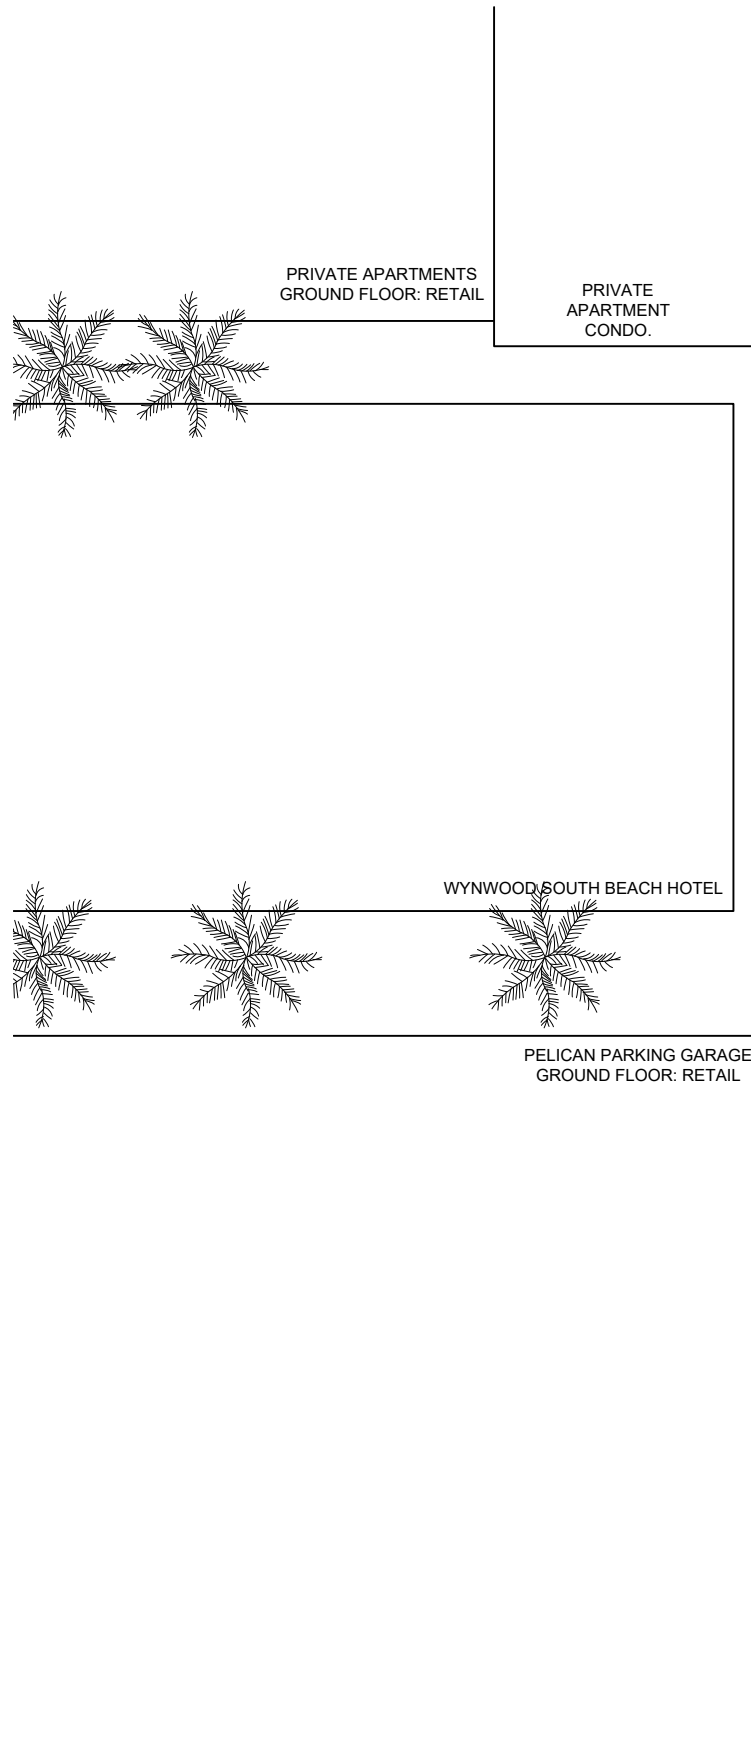 PRIVATE APARTMENTS
GROUND FLOOR: RETAIL
PRIVATE
APARTMENT
CONDO.
WYNWOOD SOUTH BEACH HOTEL
PELICAN PARKING GARAGE
GROUND FLOOR: RETAIL